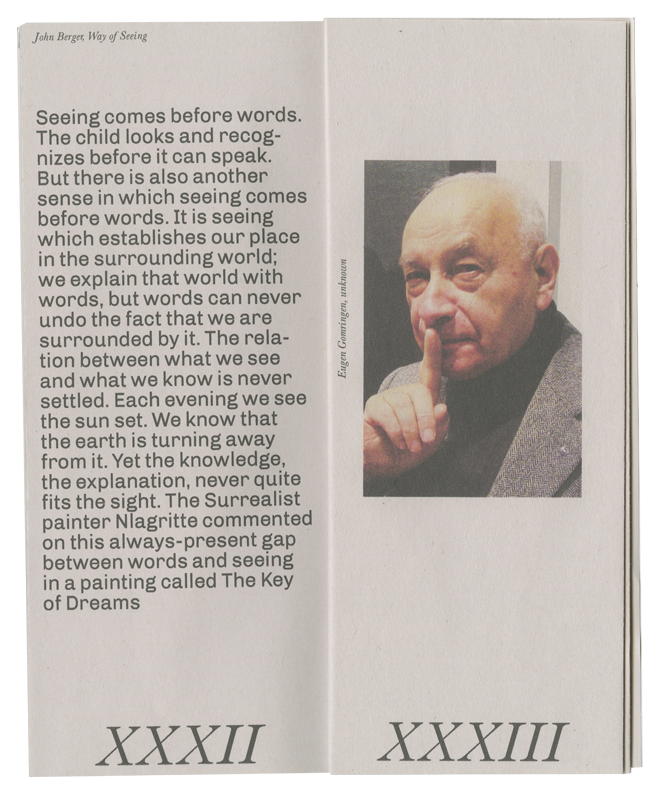 John Berger, Way of Seeing
Seeing comes before words.
The child looks and recog-
nizes before it can speak.
But there is also another
sense in which seeing comes
before words. It is seeing
which establishes our place
in the surrounding world;
we explain that world with
words, but words can never
undo the fact that we are
surrounded by it. The rela-
tion between what we see
and what we know is never
settled. Each evening we see
the sun set. We know that
the earth is turning away
from it. Yet the knowledge,
the explanation, never quite
fits the sight. The Surrealist
painter Nlagritte commented
on this always-present gap
between words and seeing
in a painting called The Key
of Dreams
XXXII
Eugen Gomringen, unknown
XXXIII